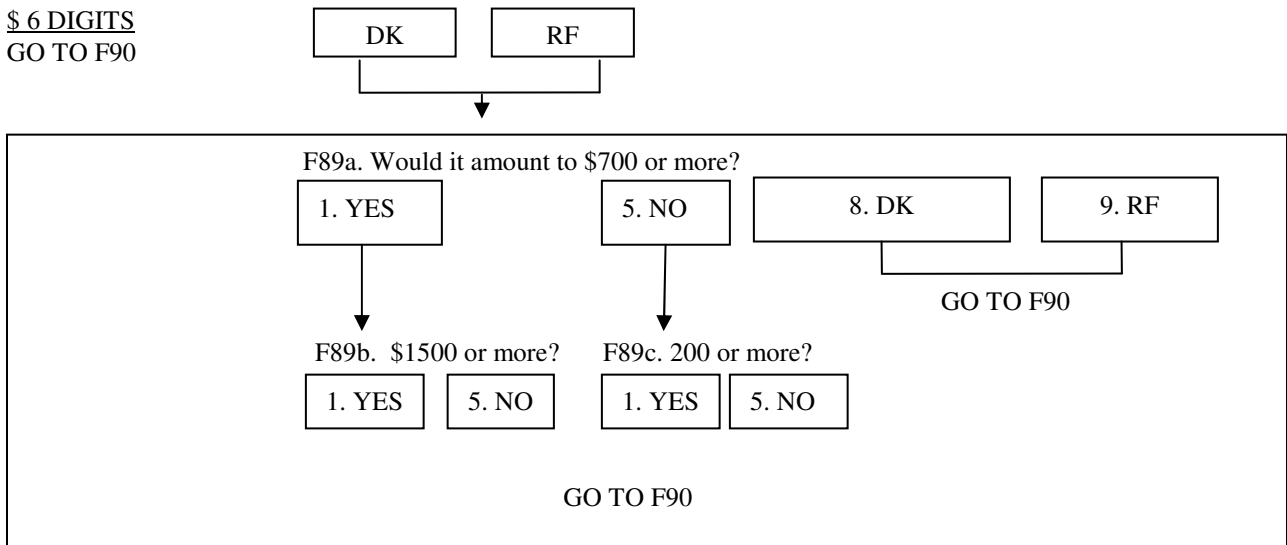 $ 6 DIGITS
GO TO F90
DK RF
F89a. Would it amount to $700 or more?
1. YES 5. NO 8. DK 9. RF
GO TO F90
F89b. $1500 or more? F89c. 200 or more?
1. YES 5. NO 1. YES 5. NO
GO TO F90